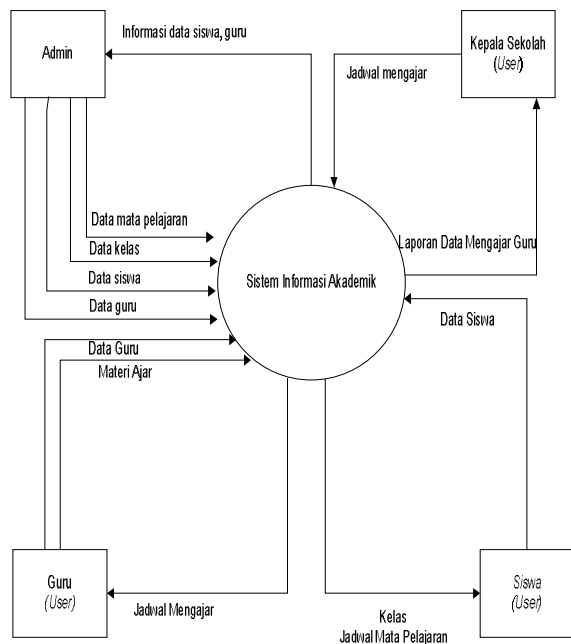 Admin
Informasi data siswa, guru
Kepala Sekolah
(User)
Jadwal mengajar
Data mata pelajaran
Data kelas
Data siswa
Data guru
Sistem Informasi Akademik
Laporan Data Mengajar Guru
Data Siswa
Data Guru
Materi Ajar
Guru
(User)
Jadwal Mengajar
Kelas
Jadwal Mata Pelajaran
Siswa
(User)